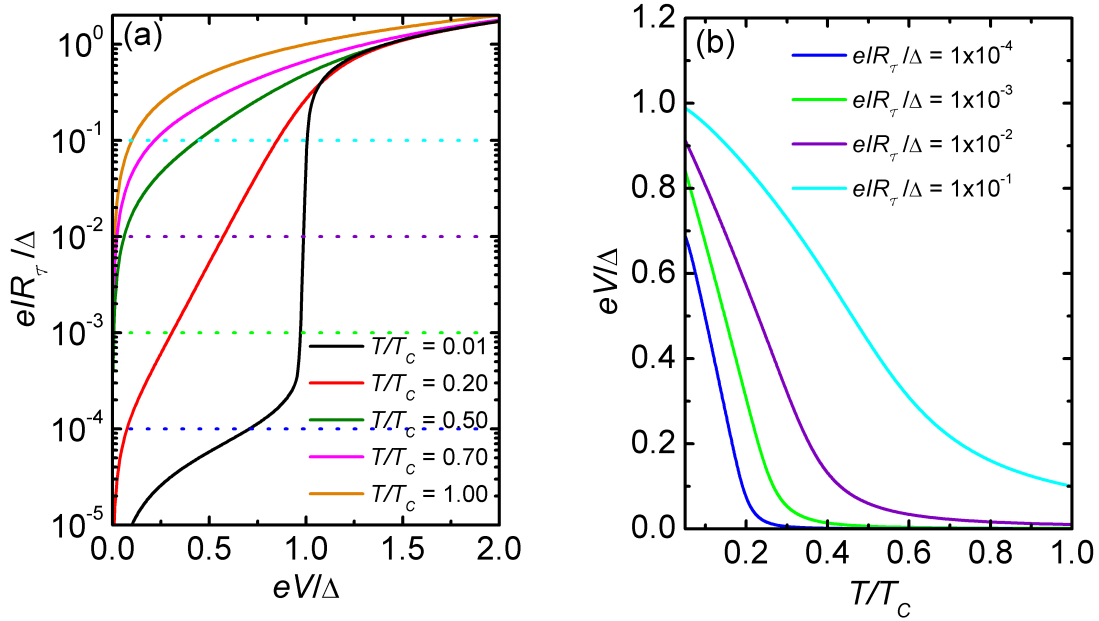 (a)
10⁰
10⁻¹
10⁻²
10⁻³
10⁻⁴
10⁻⁵
eIR_τ /Δ
T/T_C = 0.01
T/T_C = 0.20
T/T_C = 0.50
T/T_C = 0.70
T/T_C = 1.00
0.0 0.5 1.0 1.5 2.0
eV/Δ
(b)
1.2
1.0
0.8
0.6
0.4
0.2
0.0
eV/Δ
eIR_τ /Δ = 1x10⁻⁴
eIR_τ /Δ = 1x10⁻³
eIR_τ /Δ = 1x10⁻²
eIR_τ /Δ = 1x10⁻¹
0.2 0.4 0.6 0.8 1.0
T/T_C